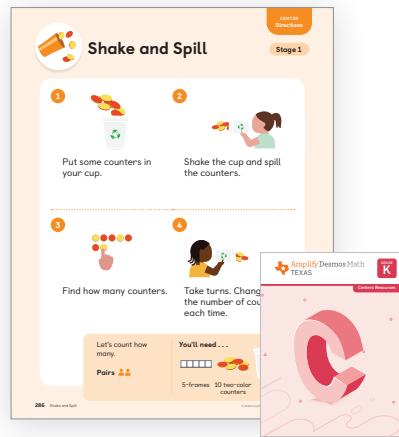 CENTER
Directions
Shake and Spill
Stage 1
1
Put some counters in
your cup.
2
Shake the cup and spill
the counters.
3
Find how many counters.
4
Take turns. Chang
the number of cou
each time.
Let's count how
many.
Pairs
You'll need . . .
5-frames
10 two-color
counters
286 Shake and Spill
Amplify Desmos Math
TEXAS
GRADE
K
Centers Resources